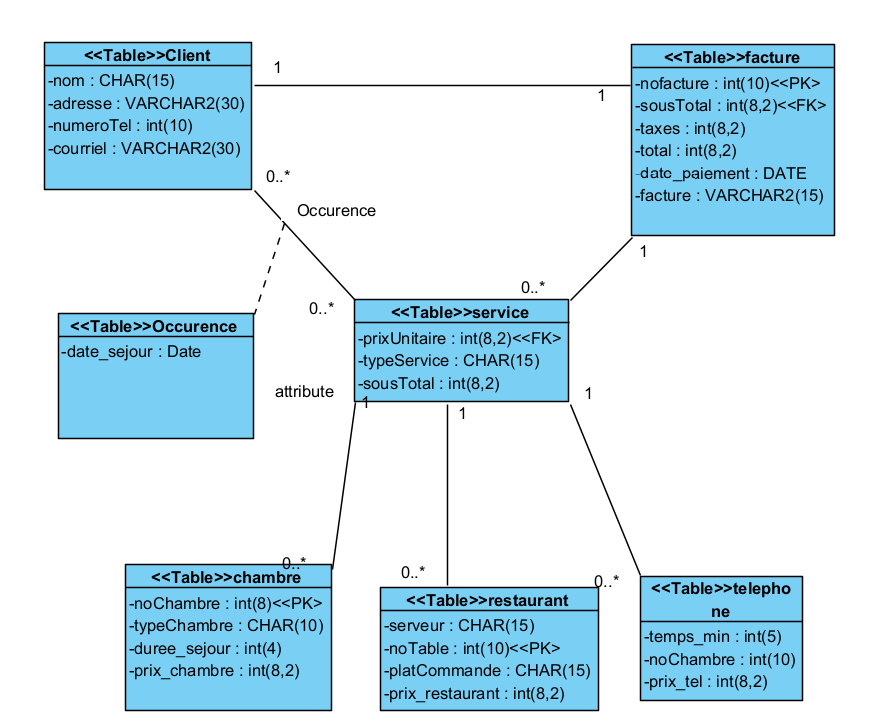 <<Table>>Client
-nom : CHAR(15)
-adresse : VARCHAR2(30)
-numeroTel : int(10)
-courriel : VARCHAR2(30)
1
1
<<Table>>facture
-nofacture : int(10)<<PK>
-sousTotal : int(8,2)<<FK>
-taxes : int(8,2)
-total : int(8,2)
-date_paiement : DATE
-facture : VARCHAR2(15)
0..*
Occurence
1
0..*
0..*
<<Table>>Occurence
-date_sejour : Date
<<Table>>service
-prixUnitaire : int(8,2)<<FK>
-typeService : CHAR(15)
-sousTotal : int(8,2)
attribute
1
1
1
0..*
0..*
0..*
<<Table>>chambre
-noChambre : int(8)<<PK>
-typeChambre : CHAR(10)
-duree_sejour : int(4)
-prix_chambre : int(8,2)
<<Table>>restaurant
-serveur : CHAR(15)
-noTable : int(10)<<PK>
-platCommande : CHAR(15)
-prix_restaurant : int(8,2)
<<Table>>telepho
ne
-temps_min : int(5)
-noChambre : int(10)
-prix_tel : int(8,2)